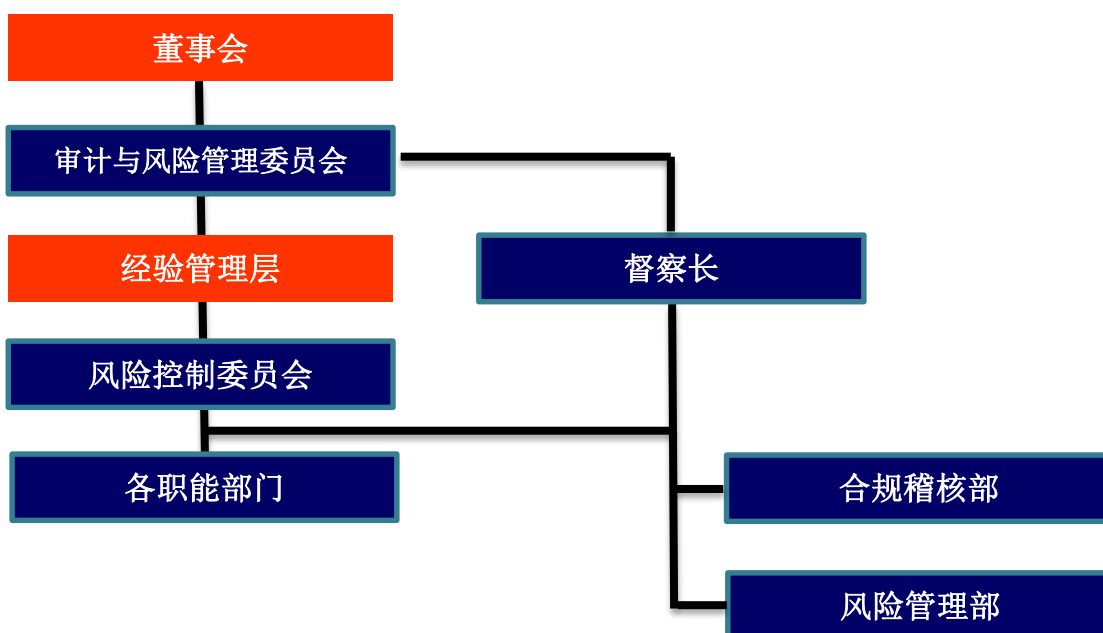 董事会
审计与风险管理委员会
经验管理层
督察长
风险控制委员会
各职能部门
合规稽核部
风险管理部